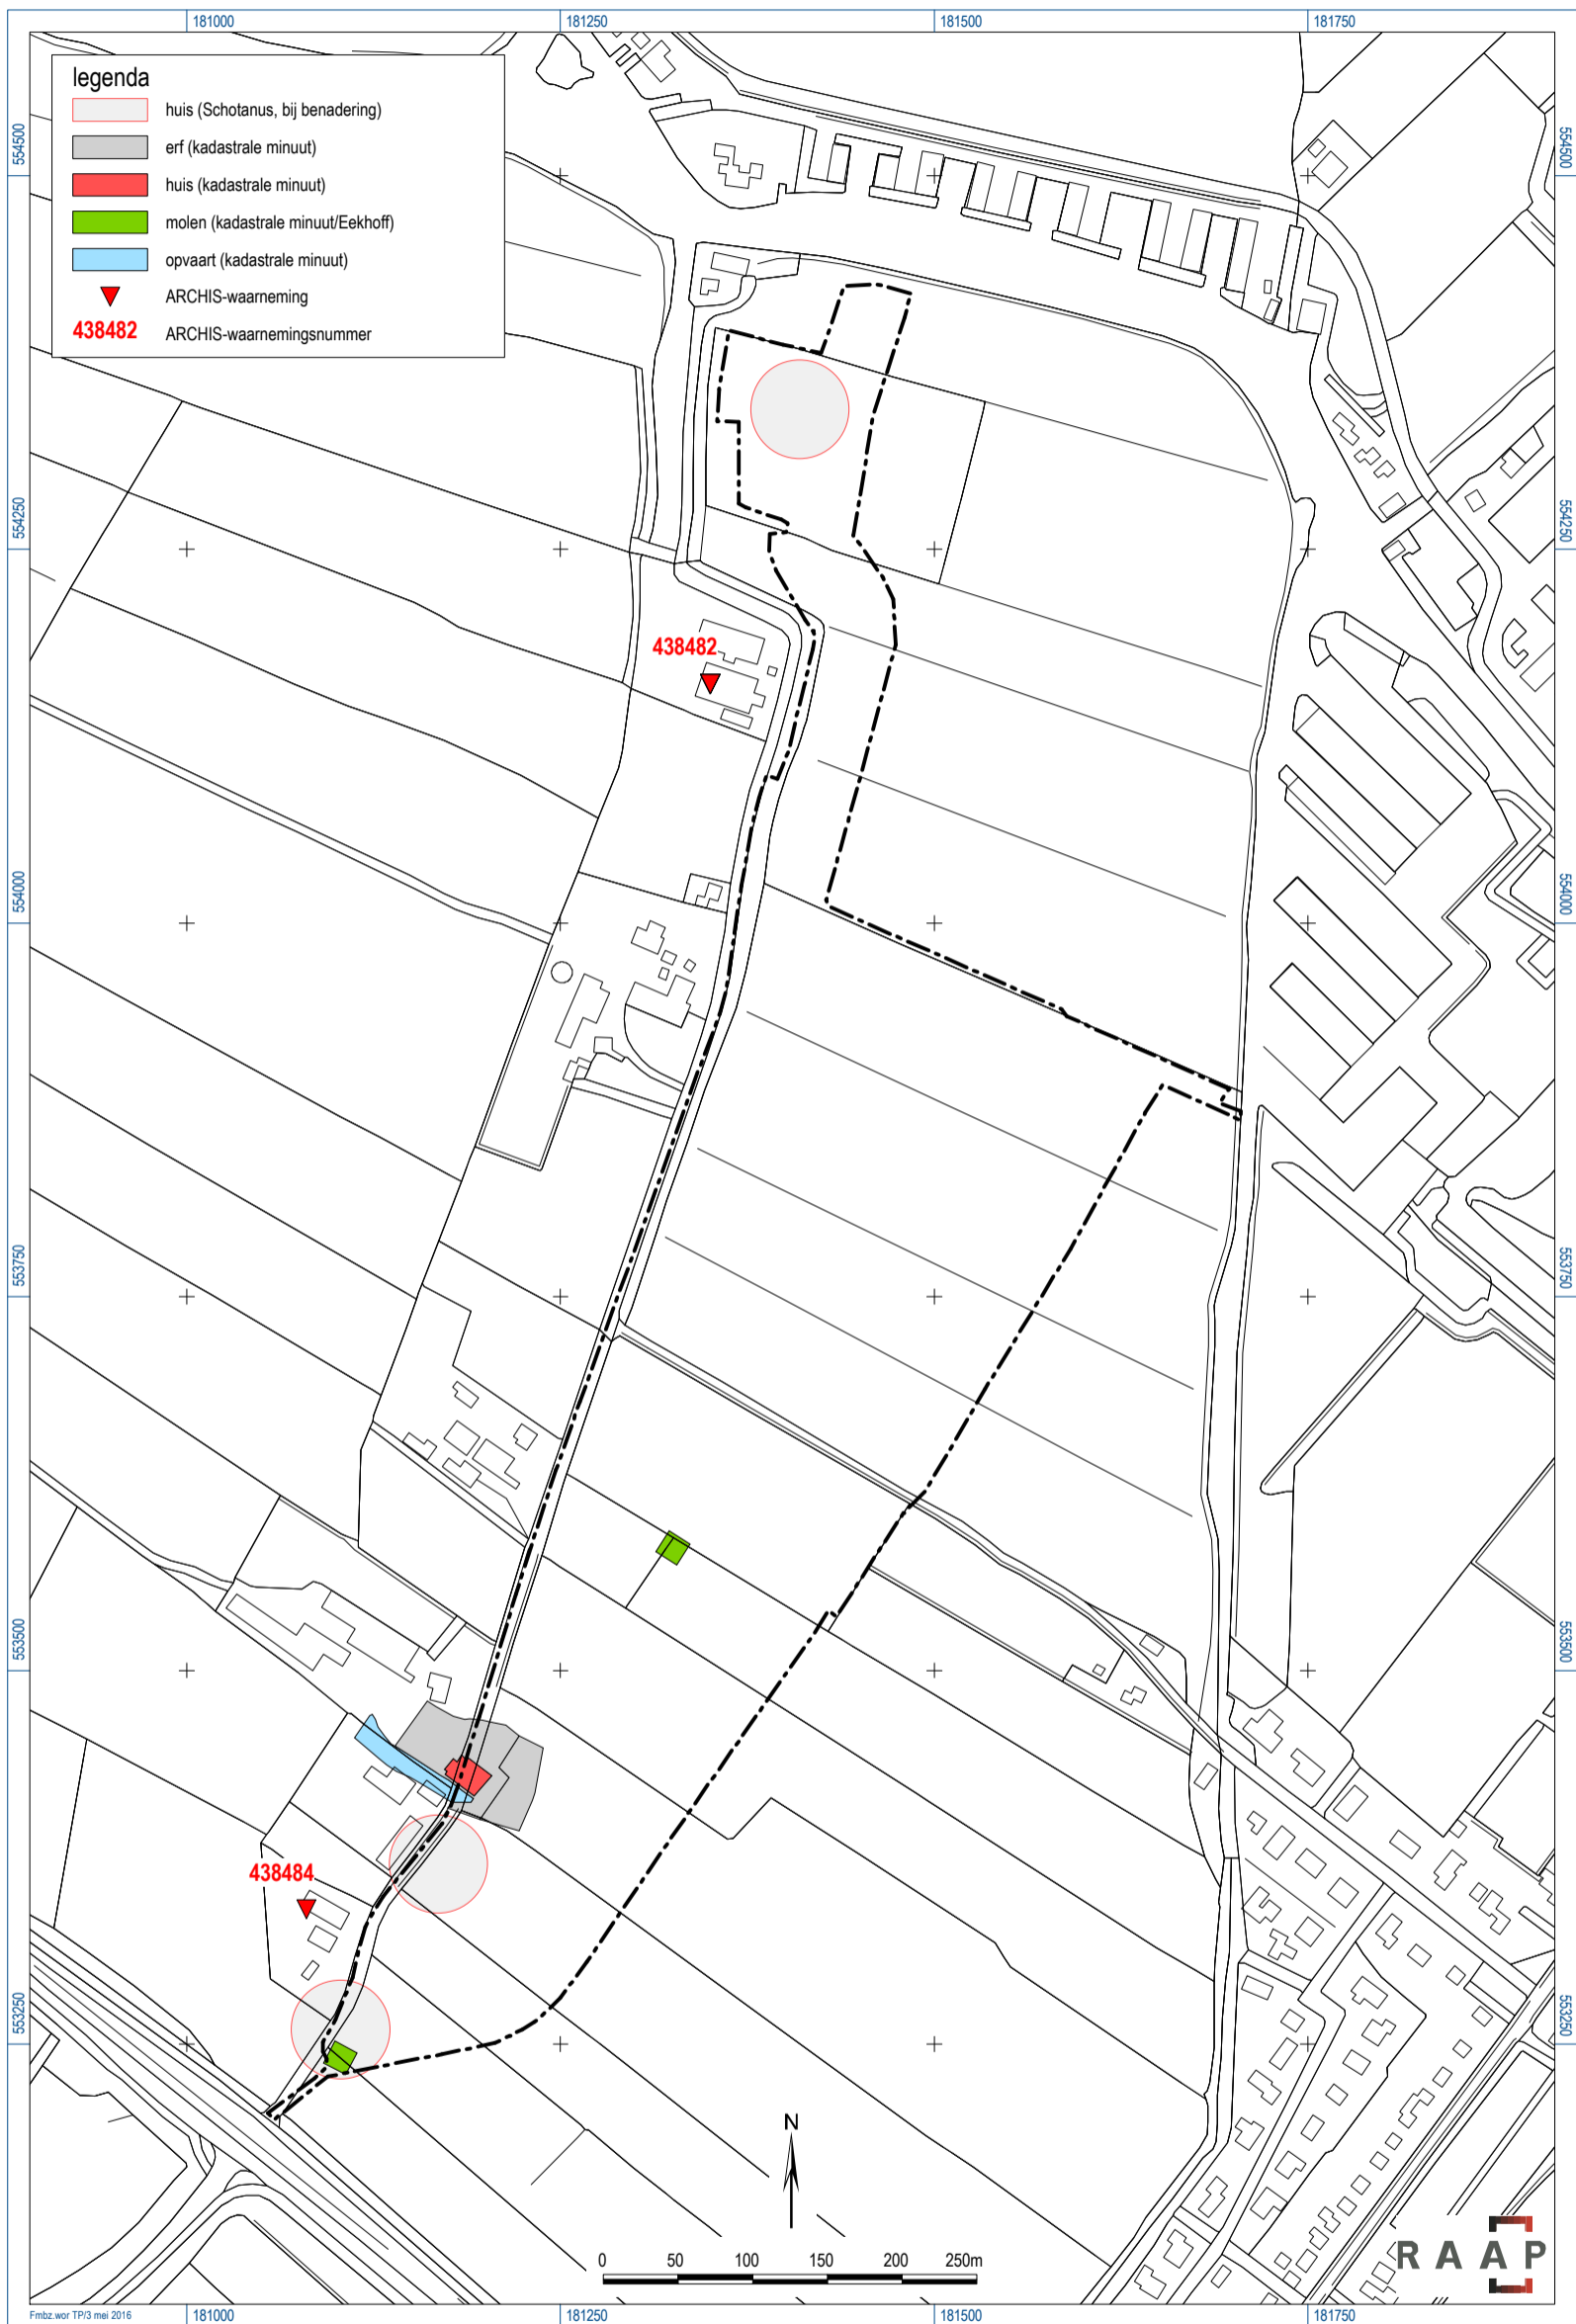 181000 181250 181500 181750
legenda
huis (Schotanus, bij benadering)
erf (kadastrale minuut)
huis (kadastrale minuut)
molen (kadastrale minuut/Eekhoff)
opvaart (kadastrale minuut)
ARCHIS-waarneming
438482 ARCHIS-waarnemingsnummer
554500 554500
554250 554250
438482
554000 554000
553750 553750
553500 553500
438484
553250 553250
N
0 50 100 150 200 250m
RAAP
Fmbz.wor TP/3 mei 2016
181000 181250 181500 181750